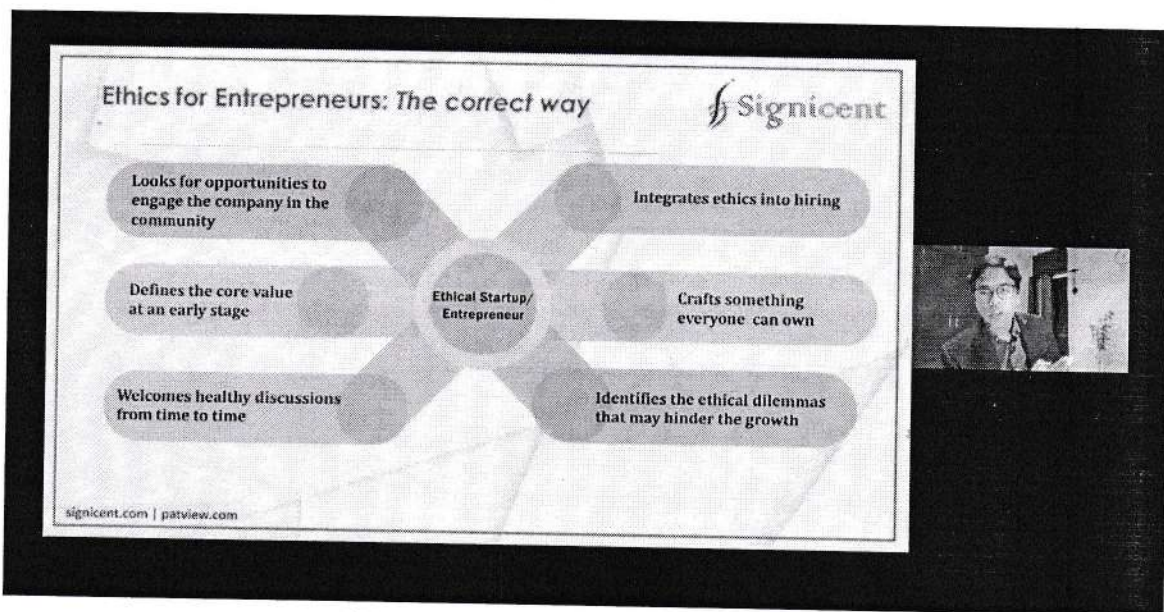 Ethics for Entrepreneurs: The correct way
Signicent
Looks for opportunities to
engage the company in the
community
Integrates ethics into hiring
Defines the core value
at an early stage
Ethical Startup/
Entrepreneur
Crafts something
everyone can own
Welcomes healthy discussions
from time to time
Identifies the ethical dilemmas
that may hinder the growth
signicent.com | patview.com